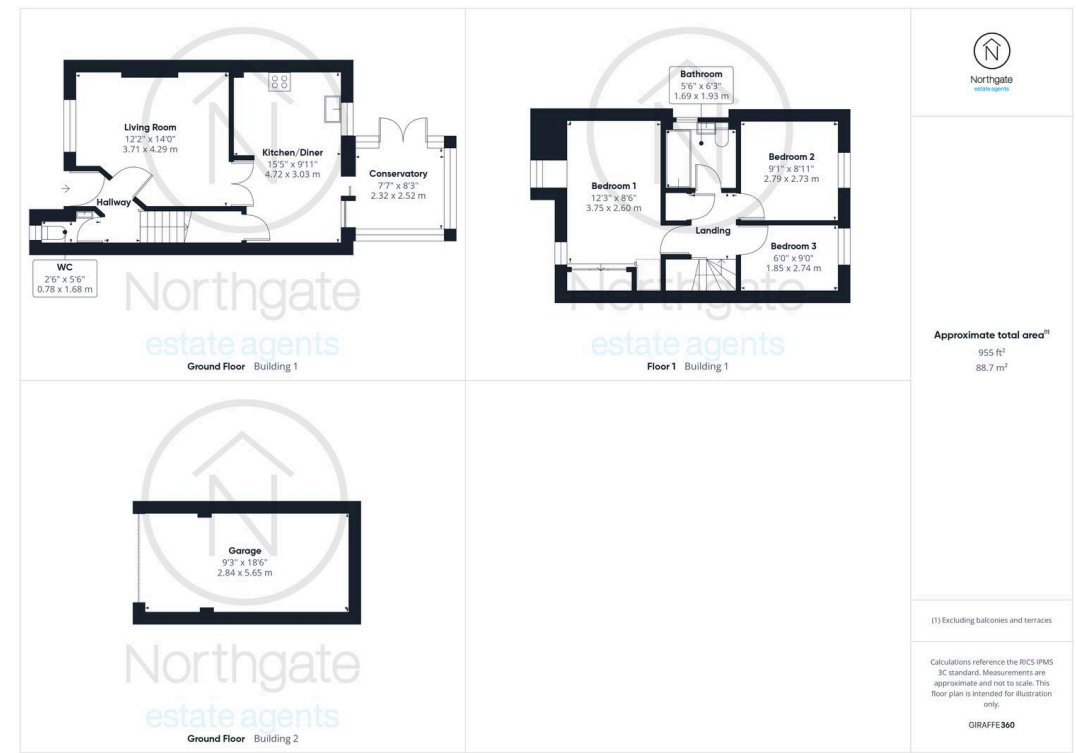 Living Room
12'2" x 14'0"
3.71 x 4.29 m
Kitchen/Diner
15'5" x 9'11"
4.72 x 3.03 m
Conservatory
7'7" x 8'3"
2.32 x 2.52 m
Hallway
WC
2'6" x 5'6"
0.78 x 1.68 m
N
Northgate
estate agents
Ground Floor Building 1
Bathroom
5'6" x 6'3"
1.69 x 1.93 m
Bedroom 1
12'3" x 8'6"
3.75 x 2.60 m
Bedroom 2
9'1" x 8'11"
2.79 x 2.73 m
Landing
Bedroom 3
6'0" x 9'0"
1.85 x 2.74 m
N
Northgate
estate agents
Floor 1 Building 1
Garage
9'3" x 18'6"
2.84 x 5.65 m
N
Northgate
estate agents
Ground Floor Building 2
N
Northgate
estate agents
Approximate total area⁽¹⁾
955 ft²
88.7 m²
(1) Excluding balconies and terraces
Calculations reference the RICS IPMS
3C standard. Measurements are
approximate and not to scale. This
floor plan is intended for illustration
only.
GIRAFFE360